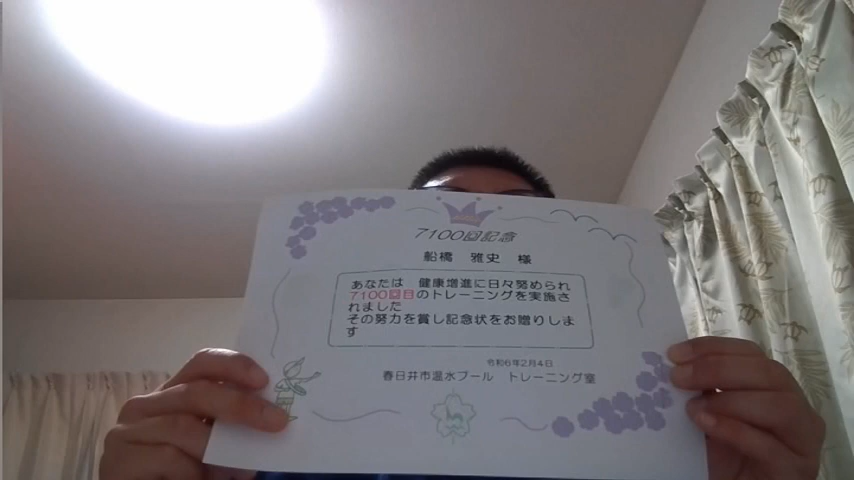 7100回記念
船橋 雅史 様
あなたは 健康増進に日々努められ
7100回目のトレーニングを実施さ
れました
その努力を賞し記念状をお贈りしま
す
令和6年2月4日
春日井市温水プール トレーニング室